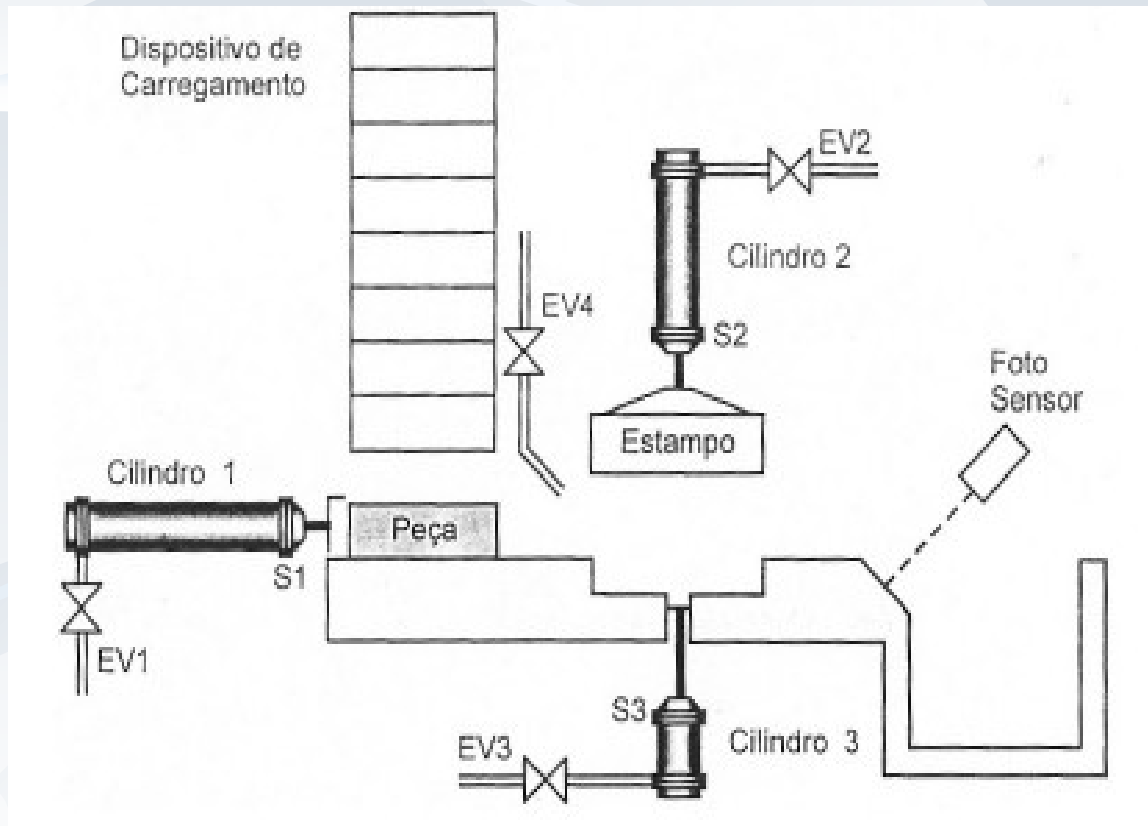 Dispositivo de
Carregamento
EV2
Cilindro 2
EV4
S2
Foto
Sensor
Estampo
Cilindro 1
Peça
S1
EV1
S3
EV3
Cilindro 3